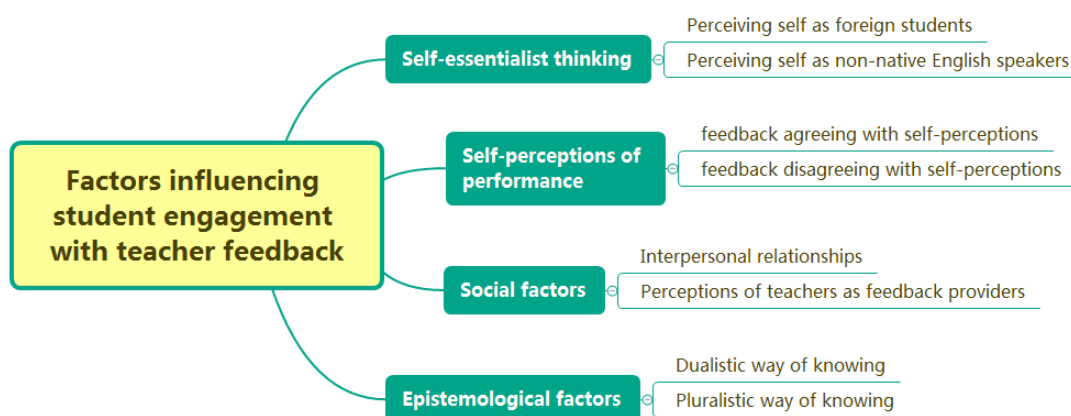 Factors influencing
student engagement
with teacher feedback
Self-essentialist thinking
Perceiving self as foreign students
Perceiving self as non-native English speakers
Self-perceptions of
performance
feedback agreeing with self-perceptions
feedback disagreeing with self-perceptions
Social factors
Interpersonal relationships
Perceptions of teachers as feedback providers
Epistemological factors
Dualistic way of knowing
Pluralistic way of knowing